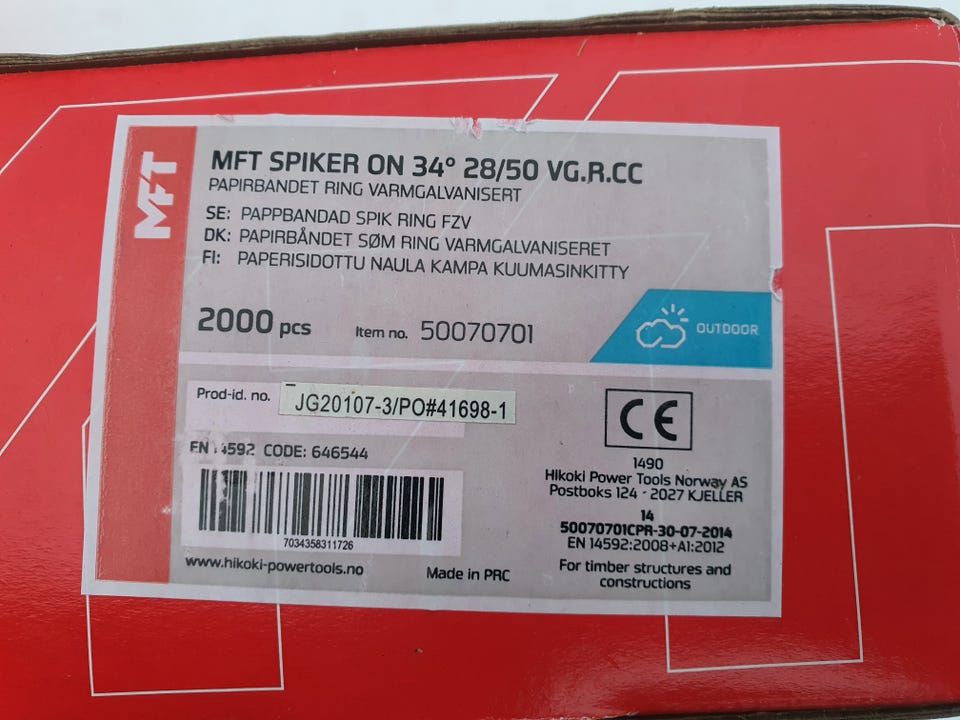 MFT
MFT SPIKER ON 34° 28/50 VG.R.CC
PAPIRBANDET RING VARMGALVANISERT
SE: PAPPBANDAD SPIK RING FZV
DK: PAPIRBÅNDET SØM RING VARMGALVANISERET
FI: PAPERISIDOTTU NAULA KAMPA KUUMASINKITTY
2000 pcs Item no. 50070701
OUTDOOR
Prod-id. no. JG20107-3/PO#41698-1
EN 14592 CODE: 646544
7034358311726
www.hikoki-powertools.no
Made in PRC
CE
1490
Hikoki Power Tools Norway AS
Postboks 124 - 2027 KJELLER
14
50070701CPR-30-07-2014
EN 14592:2008+A1:2012
For timber structures and
constructions